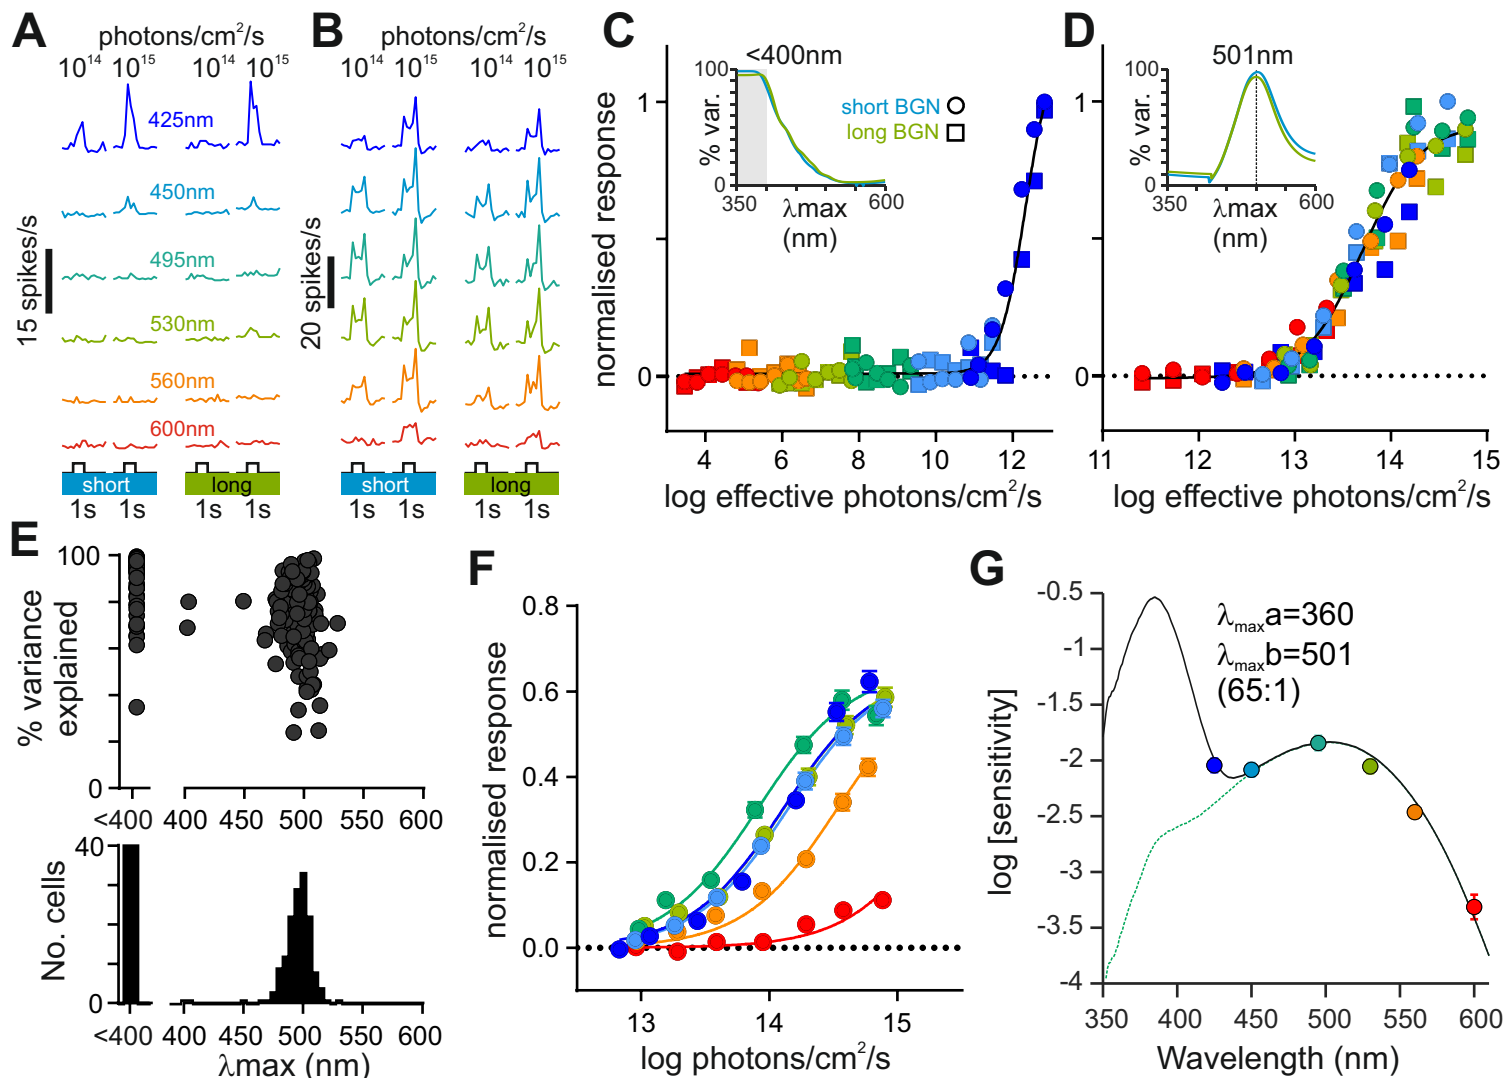 A
photons/cm²/s
10¹⁴ 10¹⁵ 10¹⁴ 10¹⁵
425nm
450nm
495nm
530nm
560nm
600nm
15 spikes/s
short long
1s 1s 1s 1s
B
photons/cm²/s
10¹⁴ 10¹⁵ 10¹⁴ 10¹⁵
20 spikes/s
short long
1s 1s 1s 1s
C
normalised response
1
0
4 6 8 10 12
log effective photons/cm²/s
<400nm
% var.
100
0
350 600
λmax
(nm)
short BGN
long BGN
D
1
0
11 12 13 14 15
log effective photons/cm²/s
501nm
% var.
100
0
350 600
λmax
(nm)
E
% variance
explained
100
0
<400 400 450 500 550 600
No. cells
40
0
<400 400 450 500 550 600
λmax (nm)
F
normalised response
0.8
0.6
0.4
0.2
0.0
13 14 15
log photons/cm²/s
G
log [sensitivity]
-0.5
-1
-1.5
-2
-2.5
-3
-3.5
-4
350 400 450 500 550 600
Wavelength (nm)
λmaxa=360
λmaxb=501
(65:1)